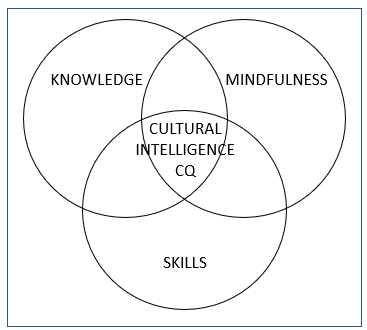 KNOWLEDGE
MINDFULNESS
CULTURAL
INTELLIGENCE
CQ
SKILLS